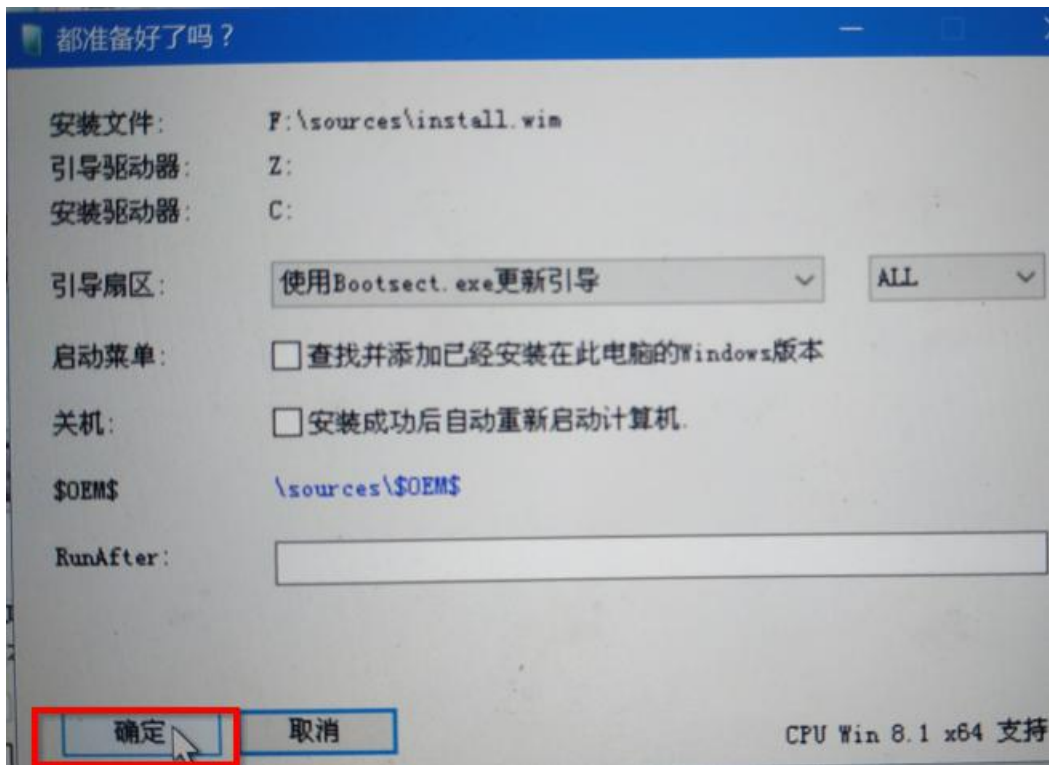 都准备好了吗？
安装文件: F:\sources\install.wim
引导驱动器: Z:
安装驱动器: C:
引导扇区: 使用Bootsect.exe更新引导 ALL
启动菜单: 查找并添加已经安装在此电脑的Windows版本
关机: 安装成功后自动重新启动计算机.
$OEM$ \sources\$OEM$
RunAfter:
确定 取消 CPU Win 8.1 x64 支持